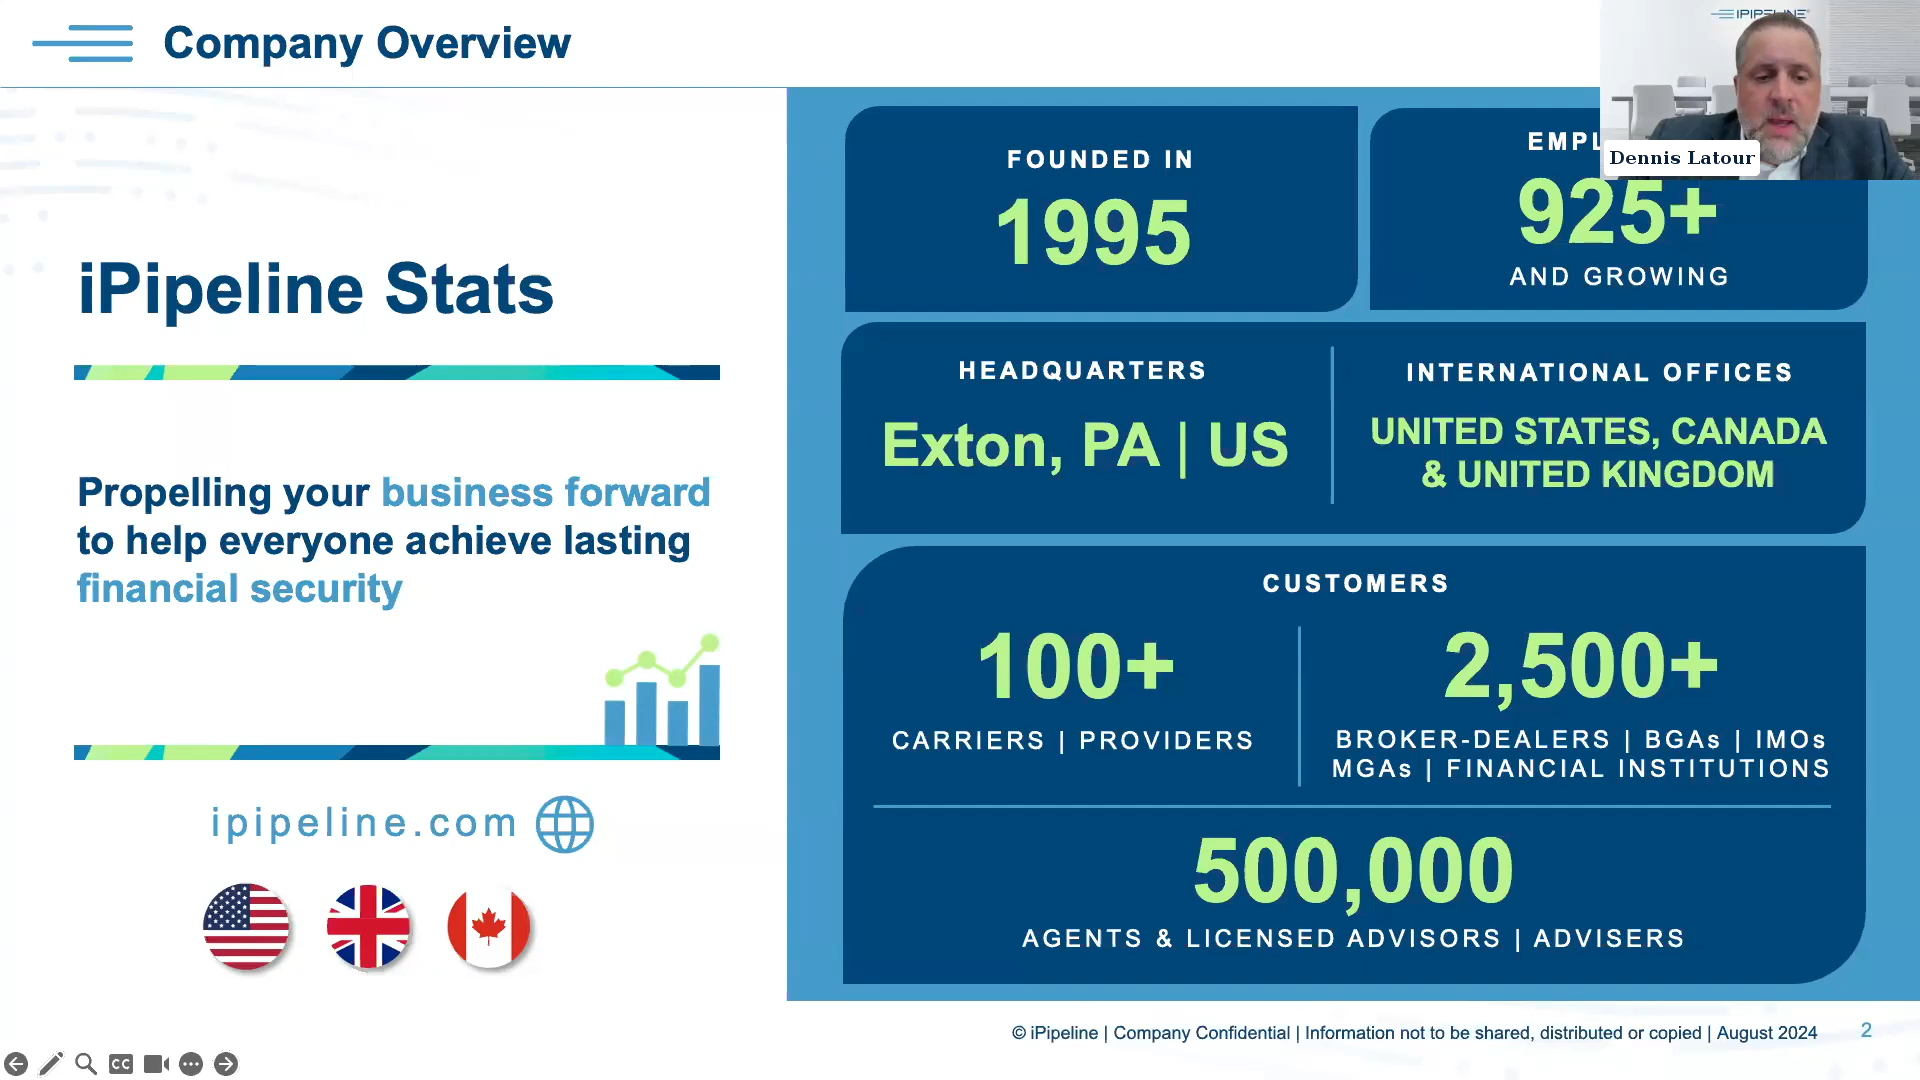 Company Overview
iPipeline Stats
Propelling your business forward
to help everyone achieve lasting
financial security
ipipeline.com
FOUNDED IN
1995
925+
AND GROWING
Dennis Latour
HEADQUARTERS
Exton, PA | US
INTERNATIONAL OFFICES
UNITED STATES, CANADA
& UNITED KINGDOM
CUSTOMERS
100+
CARRIERS | PROVIDERS
2,500+
BROKER-DEALERS | BGAs | IMOs
MGAs | FINANCIAL INSTITUTIONS
500,000
AGENTS & LICENSED ADVISORS | ADVISERS
© iPipeline | Company Confidential | Information not to be shared, distributed or copied | August 2024
2
CC